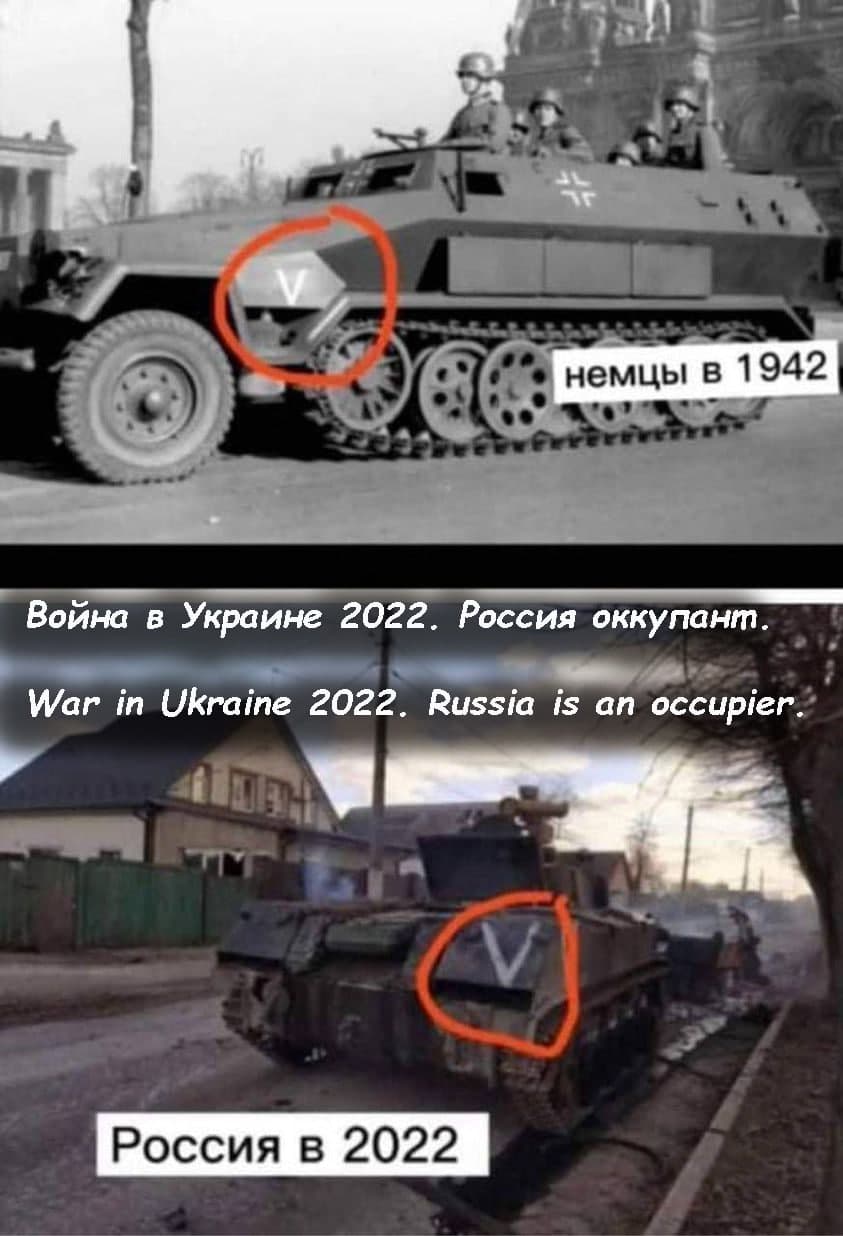 V
немцы в 1942
Война в Украине 2022. Россия оккупант.
War in Ukraine 2022. Russia is an occupier.
V
Россия в 2022